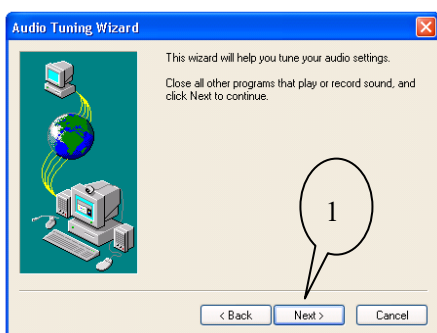 Audio Tuning Wizard
This wizard will help you tune your audio settings.
Close all other programs that play or record sound, and
click Next to continue.
1
< Back Next > Cancel